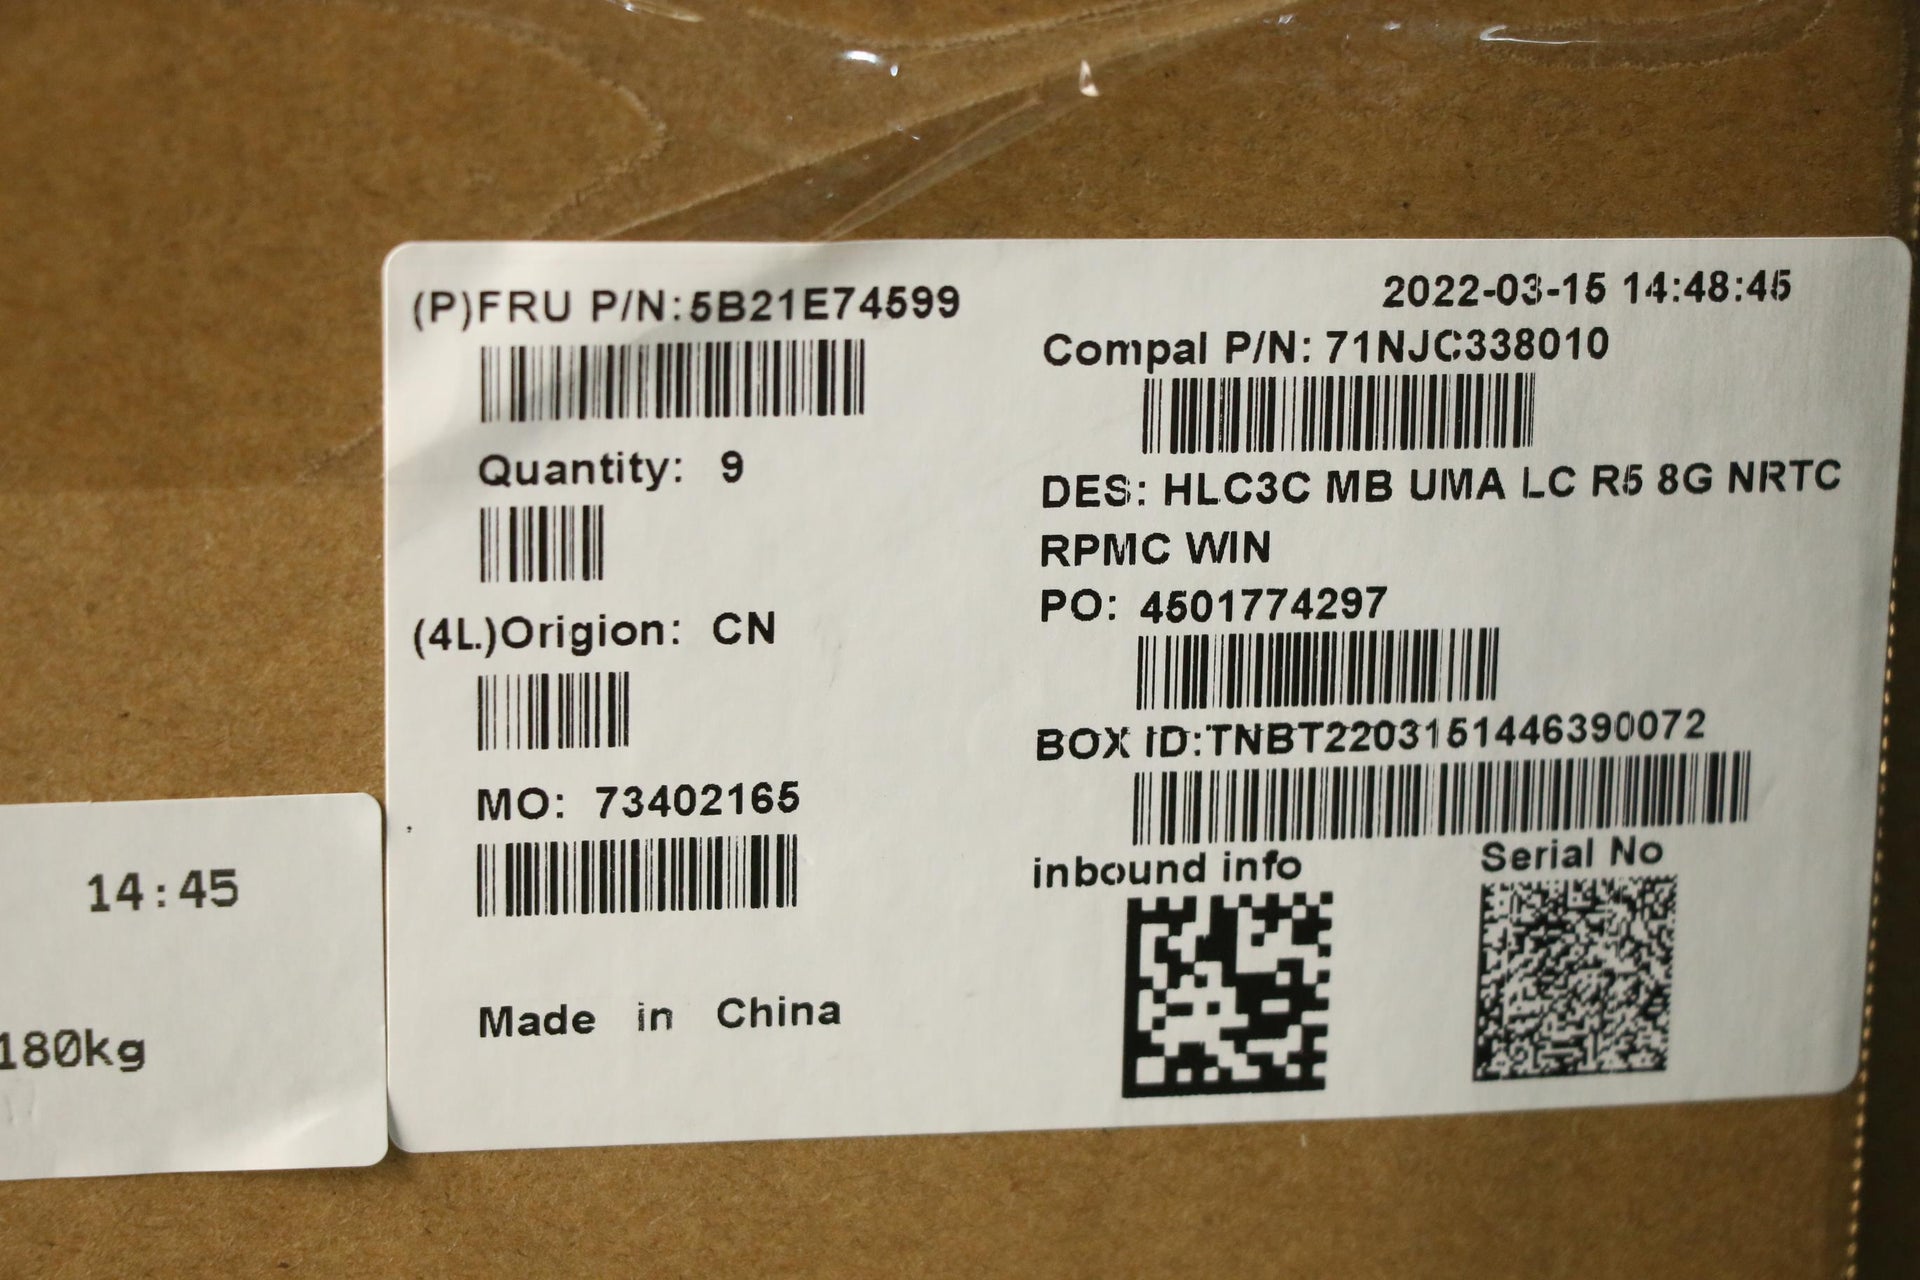 (P)FRU P/N:5B21E74599
Quantity: 9
(4L)Origion: CN
MO: 73402165
Made in China
2022-03-15 14:48:45
Compal P/N: 71NJC338010
DES: HLC3C MB UMA LC R5 8G NRTC
RPMC WIN
PO: 4501774297
BOX ID:TNBT2203151446390072
inbound info
Serial No
14:45
180kg